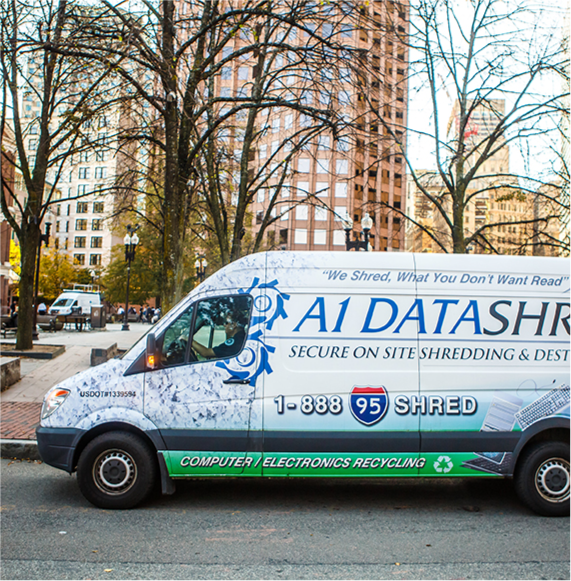 "We Shred, What You Don't Want Read"
A1 DATASHR
SECURE ON SITE SHREDDING & DEST
USDOT#1339594
1-888 95 SHRED
COMPUTER / ELECTRONICS RECYCLING